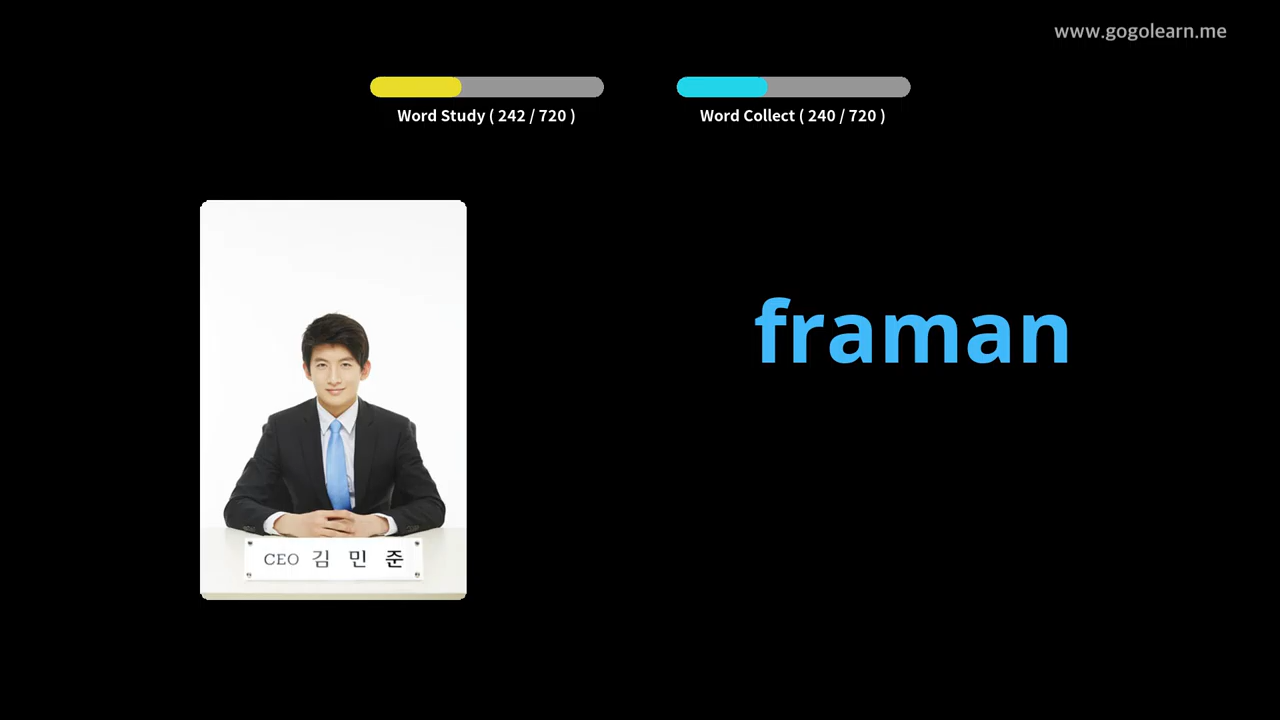 www.gogolearn.me
Word Study ( 242 / 720 )
Word Collect ( 240 / 720 )
framan
CEO 김 민 준